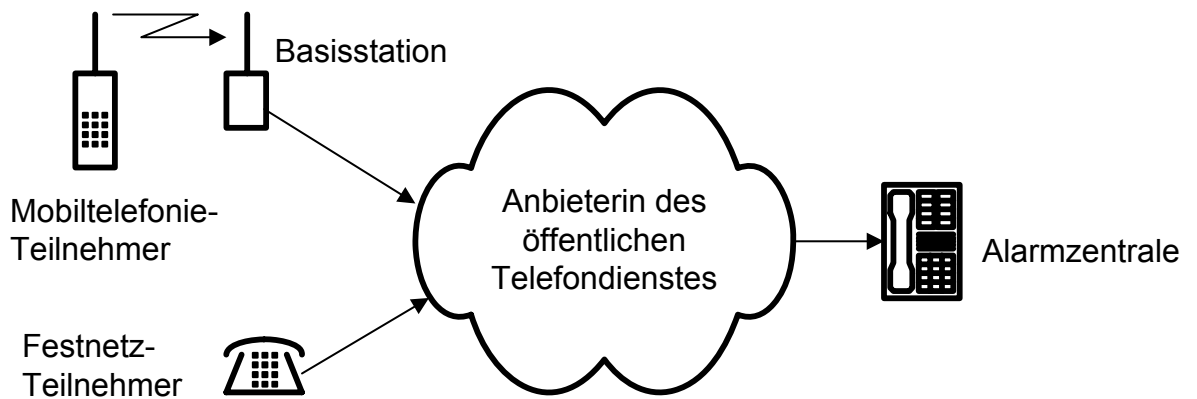 Basisstation
Mobiltelefonie-
Teilnehmer
Anbieterin des
öffentlichen
Telefondienstes
Alarmzentrale
Festnetz-
Teilnehmer